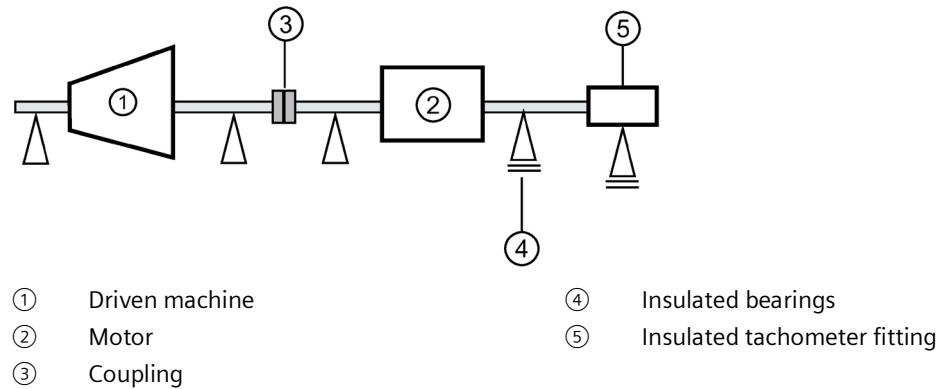 ③
⑤
①
②
④
① Driven machine
② Motor
③ Coupling
④ Insulated bearings
⑤ Insulated tachometer fitting